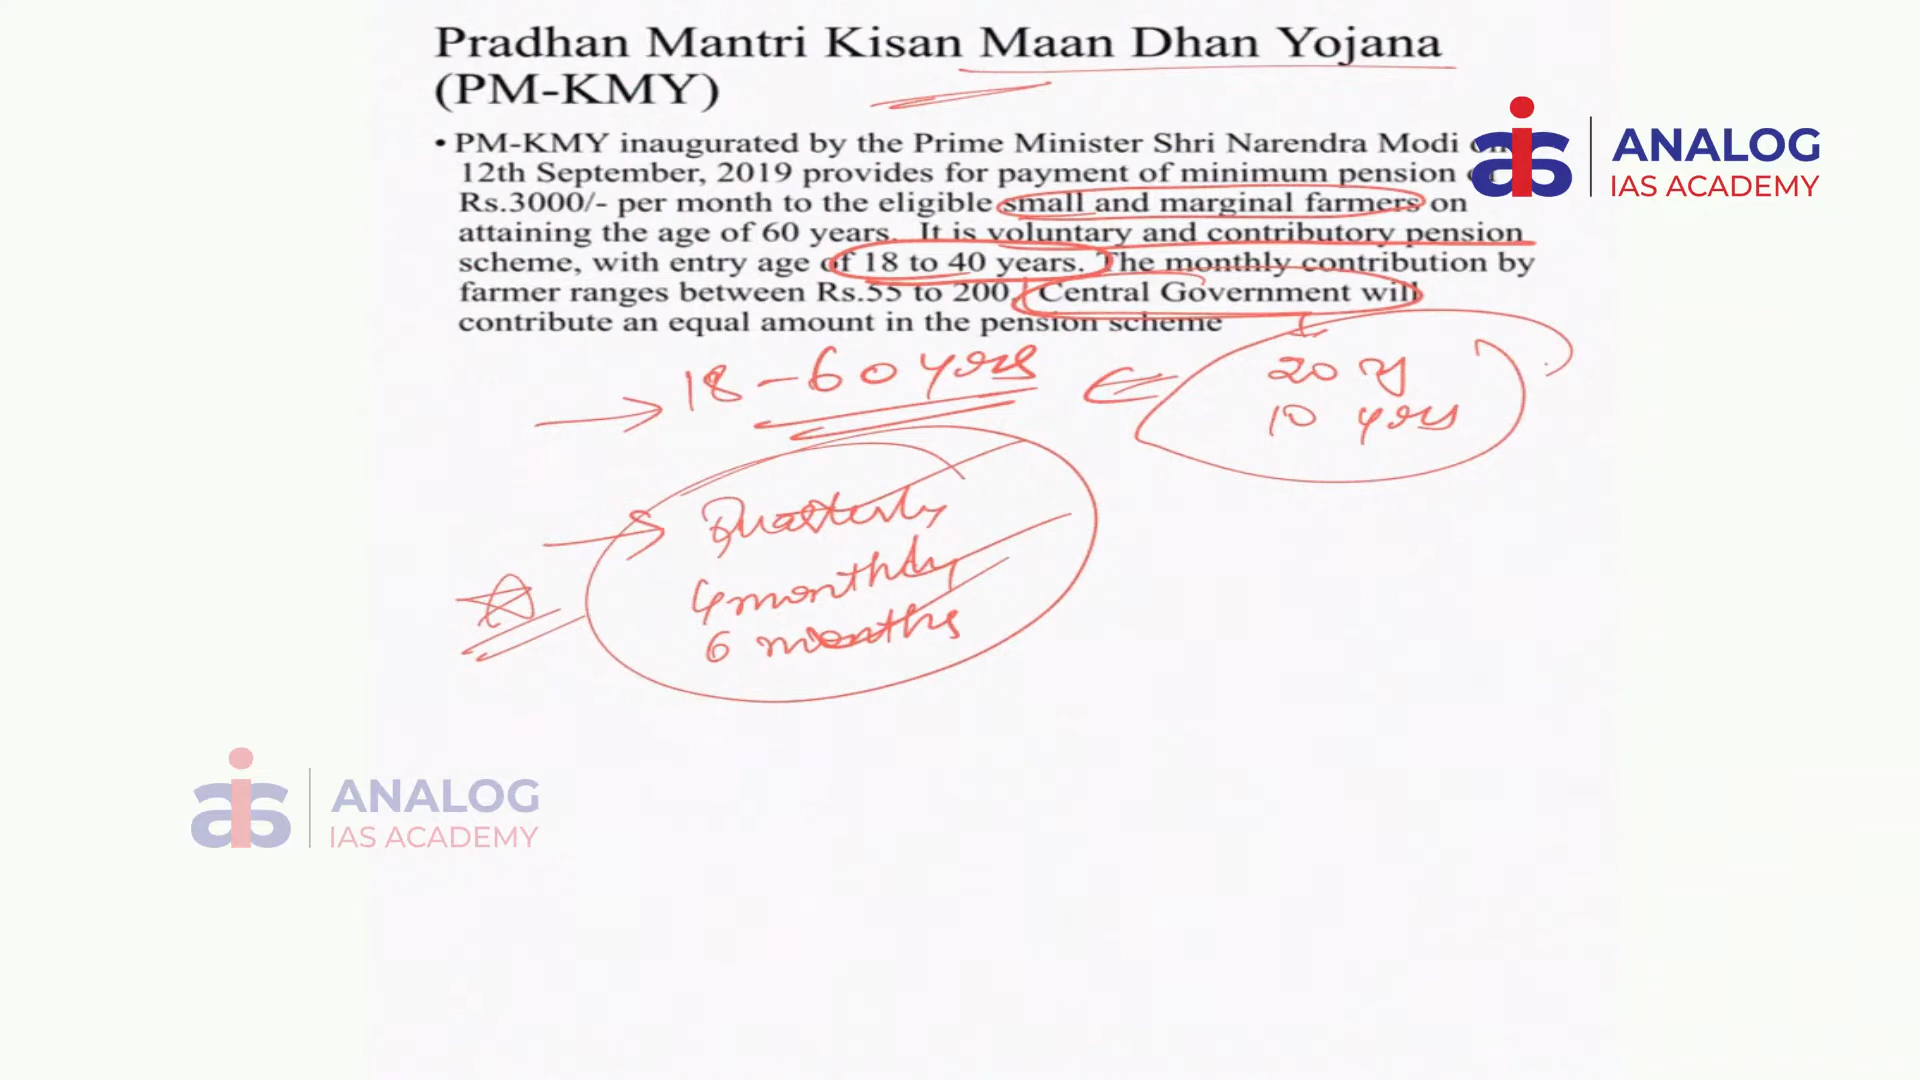 Pradhan Mantri Kisan Maan Dhan Yojana
(PM-KMY)
• PM-KMY inaugurated by the Prime Minister Shri Narendra Modi on
12th September, 2019 provides for payment of minimum pension of
Rs.3000/- per month to the eligible small and marginal farmers on
attaining the age of 60 years. It is voluntary and contributory pension
scheme, with entry age of 18 to 40 years. The monthly contribution by
farmer ranges between Rs.55 to 200. Central Government will
contribute an equal amount in the pension scheme
ANALOG
IAS ACADEMY
18-60 yrs
20
10 yrs
Quarterly
4 monthly
6 months
ANALOG
IAS ACADEMY